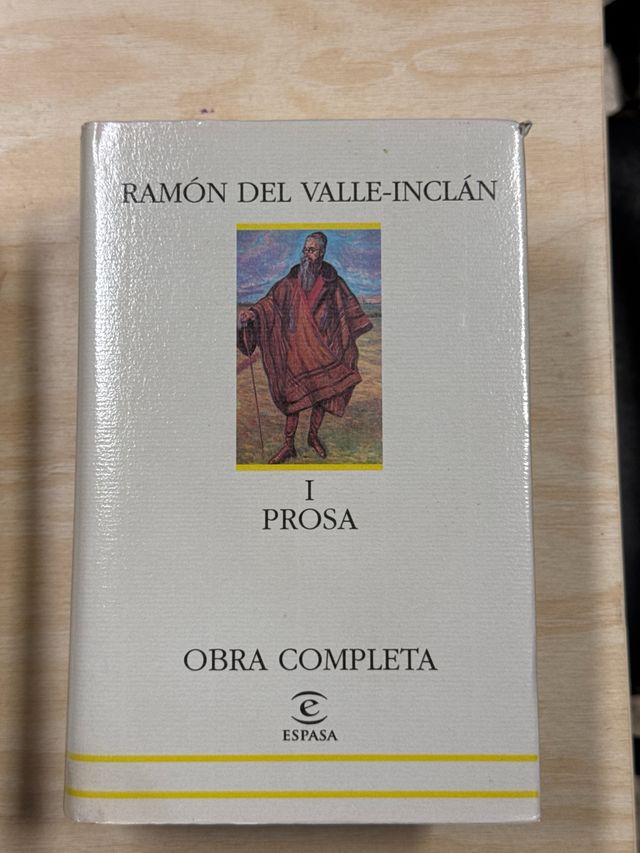 RAMÓN DEL VALLE-INCLÁN
I
PROSA
OBRA COMPLETA
e
ESPASA